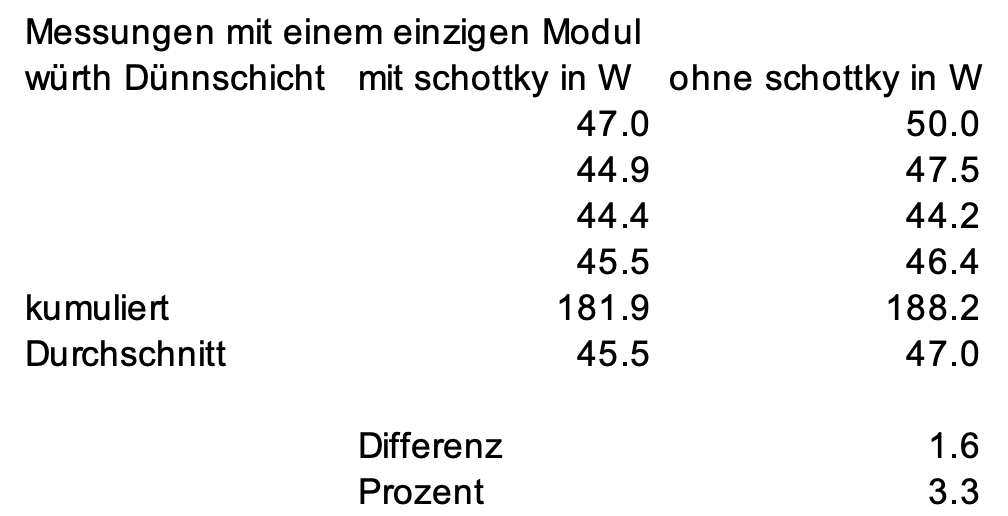 Messungen mit einem einzigen Modul
würth Dünnschicht mit schottky in W ohne schottky in W
47.0 50.0
44.9 47.5
44.4 44.2
45.5 46.4
kumuliert 181.9 188.2
Durchschnitt 45.5 47.0
Differenz 1.6
Prozent 3.3